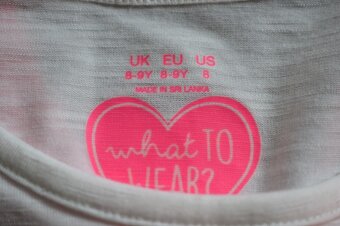 UK EU US
8-9Y 8-9Y 8
MADE IN SRI LANKA
what TO
WEAR?